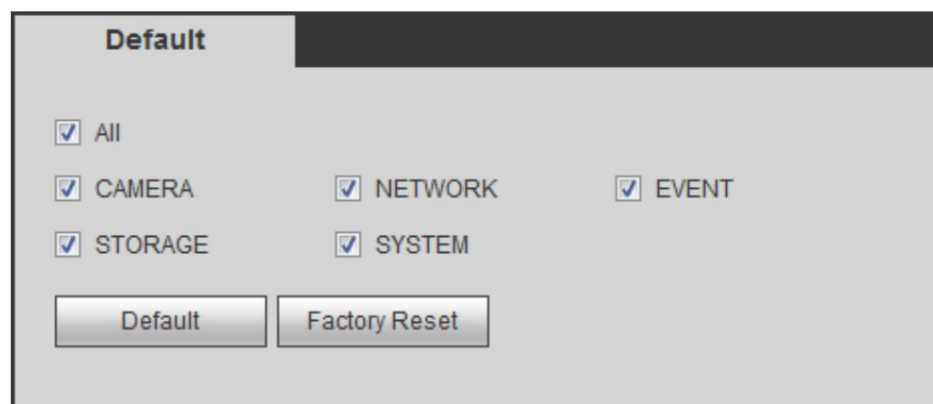 Default
All
CAMERA NETWORK EVENT
STORAGE SYSTEM
Default Factory Reset